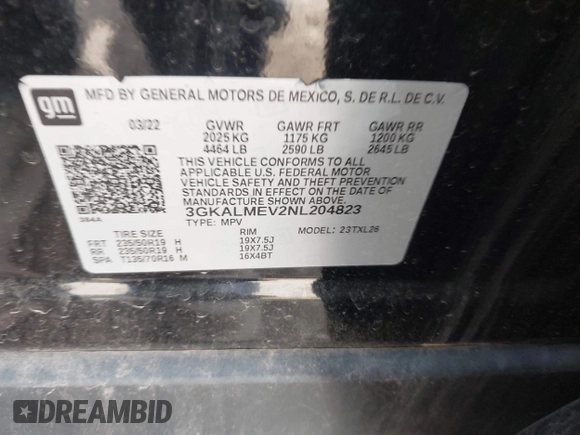 gm
MFD BY GENERAL MOTORS DE MEXICO, S. DE R.L. DE C.V.
03/22 GVWR GAWR FRT GAWR RR
2025 KG 1175 KG 1200 KG
4464 LB 2590 LB 2645 LB
THIS VEHICLE CONFORMS TO ALL
APPLICABLE U.S. FEDERAL MOTOR
VEHICLE SAFETY AND THEFT PREVENTION
STANDARDS IN EFFECT ON THE DATE OF
MANUFACTURE SHOWN ABOVE.
3GKALMEV2NL204823
394A TYPE: MPV MODEL: 23TXL26
TIRE SIZE RIM
FRT 235/50R19 H 19X7.5J
RR 235/50R19 H 19X7.5J
SPA T135/70R16 M 16X4BT
DREAMBID